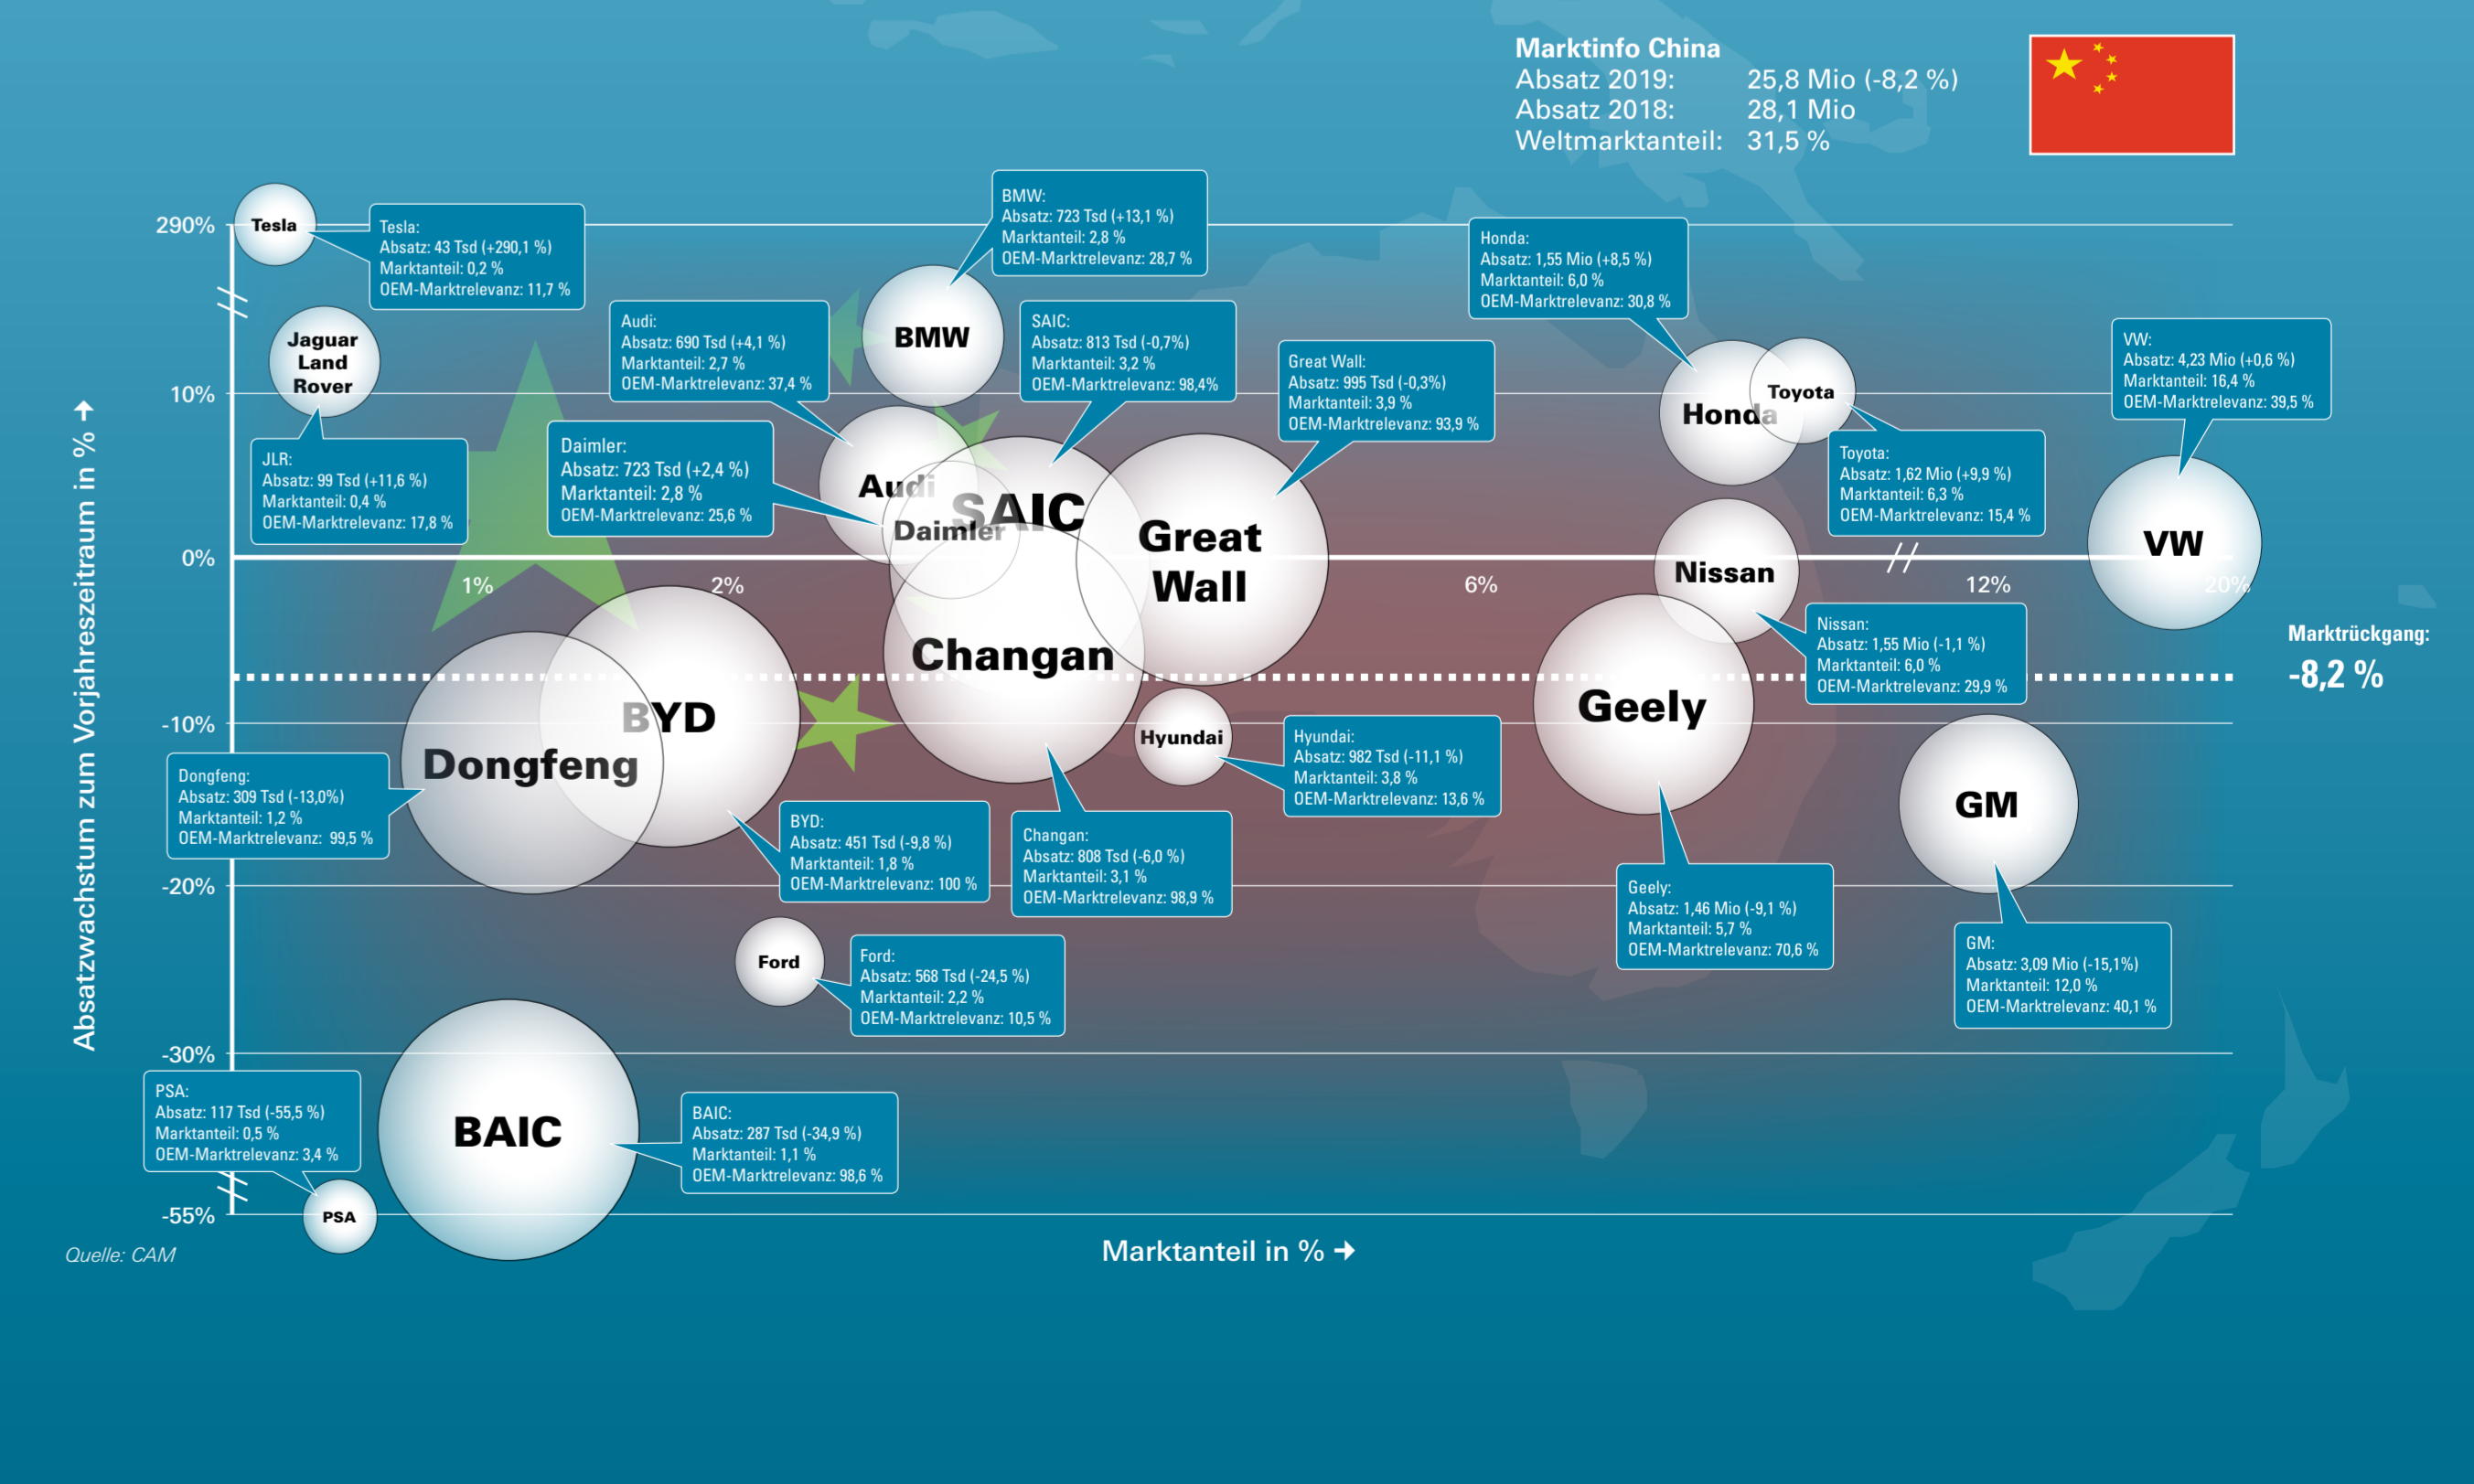 Marktinfo China
Absatz 2019: 25,8 Mio (-8,2 %)
Absatz 2018: 28,1 Mio
Weltmarktanteil: 31,5 %
Absatzwachstum zum Vorjahreszeitraum in % →
290%
10%
0%
-10%
-20%
-30%
-55%
1%
2%
6%
12%
20%
Tesla
Tesla:
Absatz: 43 Tsd (+290,1 %)
Marktanteil: 0,2 %
OEM-Marktrelevanz: 11,7 %
BMW:
Absatz: 723 Tsd (+13,1 %)
Marktanteil: 2,8 %
OEM-Marktrelevanz: 28,7 %
BMW
Honda:
Absatz: 1,55 Mio (+8,5 %)
Marktanteil: 6,0 %
OEM-Marktrelevanz: 30,8 %
Honda
Toyota
Toyota:
Absatz: 1,62 Mio (+9,9 %)
Marktanteil: 6,3 %
OEM-Marktrelevanz: 15,4 %
VW:
Absatz: 4,23 Mio (+0,6 %)
Marktanteil: 16,4 %
OEM-Marktrelevanz: 39,5 %
VW
Jaguar
Land
Rover
JLR:
Absatz: 99 Tsd (+11,6 %)
Marktanteil: 0,4 %
OEM-Marktrelevanz: 17,8 %
Audi:
Absatz: 690 Tsd (+4,1 %)
Marktanteil: 2,7 %
OEM-Marktrelevanz: 37,4 %
Audi
Daimler:
Absatz: 723 Tsd (+2,4 %)
Marktanteil: 2,8 %
OEM-Marktrelevanz: 25,6 %
Daimler
SAIC:
Absatz: 813 Tsd (-0,7%)
Marktanteil: 3,2 %
OEM-Marktrelevanz: 98,4%
SAIC
Great Wall:
Absatz: 995 Tsd (-0,3%)
Marktanteil: 3,9 %
OEM-Marktrelevanz: 93,9 %
Great
Wall
Nissan
Nissan:
Absatz: 1,55 Mio (-1,1 %)
Marktanteil: 6,0 %
OEM-Marktrelevanz: 29,9 %
Marktrückgang:
-8,2 %
Changan
Changan:
Absatz: 808 Tsd (-6,0 %)
Marktanteil: 3,1 %
OEM-Marktrelevanz: 98,9 %
BYD
BYD:
Absatz: 451 Tsd (-9,8 %)
Marktanteil: 1,8 %
OEM-Marktrelevanz: 100 %
Dongfeng
Dongfeng:
Absatz: 309 Tsd (-13,0%)
Marktanteil: 1,2 %
OEM-Marktrelevanz: 99,5 %
Hyundai
Hyundai:
Absatz: 982 Tsd (-11,1 %)
Marktanteil: 3,8 %
OEM-Marktrelevanz: 13,6 %
Geely
Geely:
Absatz: 1,46 Mio (-9,1 %)
Marktanteil: 5,7 %
OEM-Marktrelevanz: 70,6 %
GM
GM:
Absatz: 3,09 Mio (-15,1%)
Marktanteil: 12,0 %
OEM-Marktrelevanz: 40,1 %
Ford
Ford:
Absatz: 568 Tsd (-24,5 %)
Marktanteil: 2,2 %
OEM-Marktrelevanz: 10,5 %
BAIC
BAIC:
Absatz: 287 Tsd (-34,9 %)
Marktanteil: 1,1 %
OEM-Marktrelevanz: 98,6 %
PSA:
Absatz: 117 Tsd (-55,5 %)
Marktanteil: 0,5 %
OEM-Marktrelevanz: 3,4 %
PSA
Marktanteil in % →
Quelle: CAM